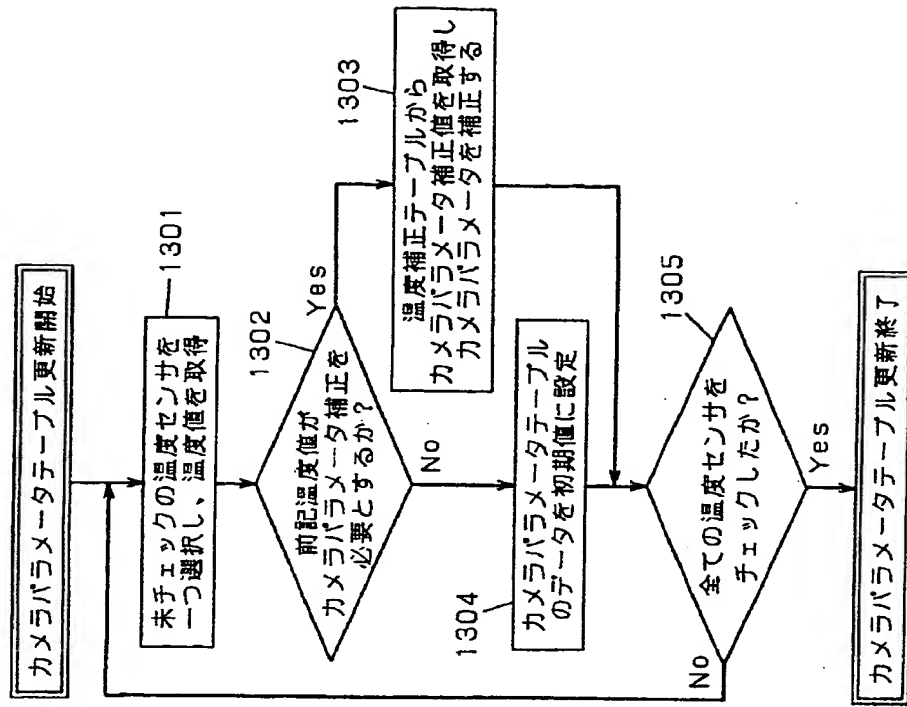 カメラパラメータテーブル更新開始
1301
未チェックの温度センサを
一つ選択し、温度値を取得
1302
前記温度値が
カメラパラメータ補正を
必要とするか?
Yes
No
1303
温度補正テーブルから
カメラパラメータ補正値を取得し
カメラパラメータを補正する
1304
カメラパラメータテーブル
のデータを初期値に設定
1305
全ての温度センサを
チェックしたか?
No
Yes
カメラパラメータテーブル更新終了